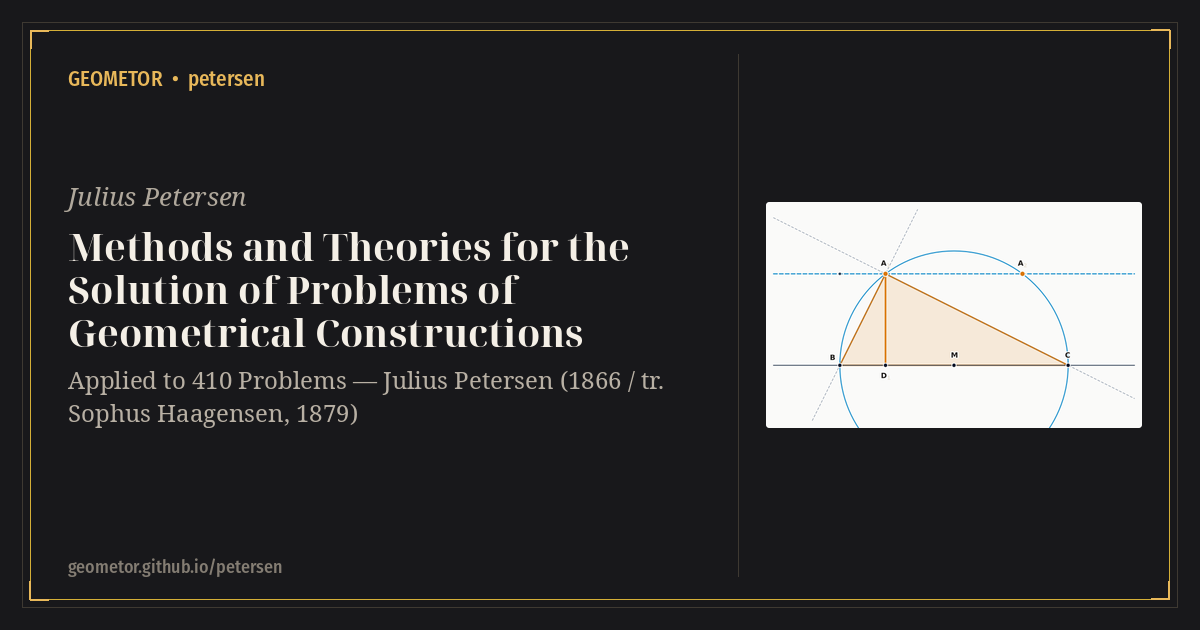 GEOMETOR • petersen
Julius Petersen
Methods and Theories for the
Solution of Problems of
Geometrical Constructions
Applied to 410 Problems — Julius Petersen (1866 / tr.
Sophus Haagensen, 1879)
geometor.github.io/petersen
A A
B M C
D